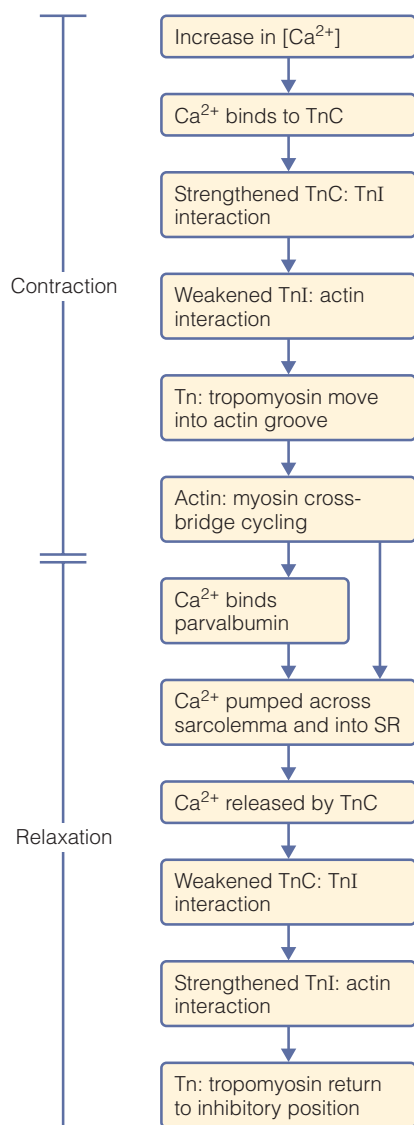 Increase in [Ca²⁺]
Ca²⁺ binds to TnC
Strengthened TnC: TnI
interaction
Contraction
Weakened TnI: actin
interaction
Tn: tropomyosin move
into actin groove
Actin: myosin cross-
bridge cycling
Ca²⁺ binds
parvalbumin
Ca²⁺ pumped across
sarcolemma and into SR
Ca²⁺ released by TnC
Relaxation
Weakened TnC: TnI
interaction
Strengthened TnI: actin
interaction
Tn: tropomyosin return
to inhibitory position